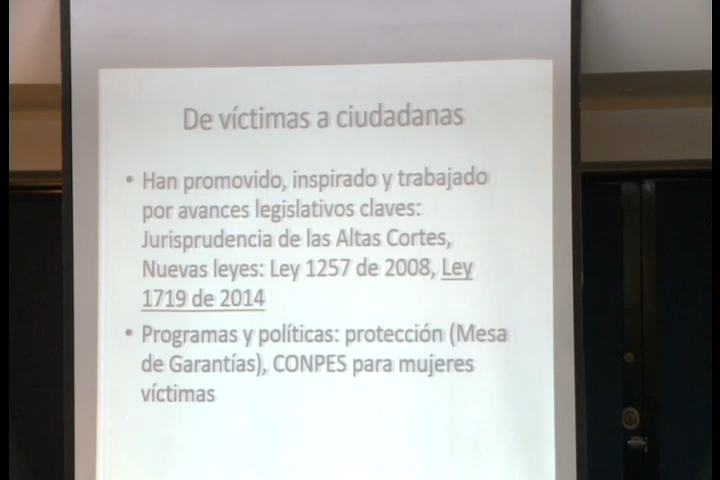 De víctimas a ciudadanas
• Han promovido, inspirado y trabajado
por avances legislativos claves:
Jurisprudencia de las Altas Cortes,
Nuevas leyes: Ley 1257 de 2008, Ley
1719 de 2014
• Programas y políticas: protección (Mesa
de Garantías), CONPES para mujeres
víctimas